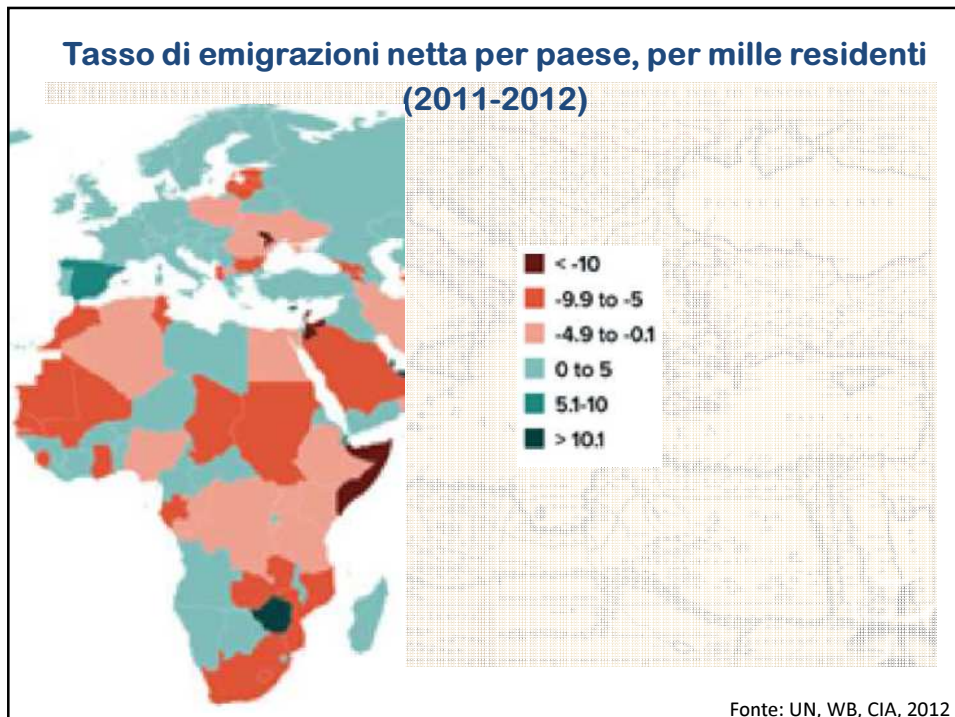 Tasso di emigrazioni netta per paese, per mille residenti
(2011-2012)
< -10
-9.9 to -5
-4.9 to -0.1
0 to 5
5.1-10
> 10.1
Fonte: UN, WB, CIA, 2012